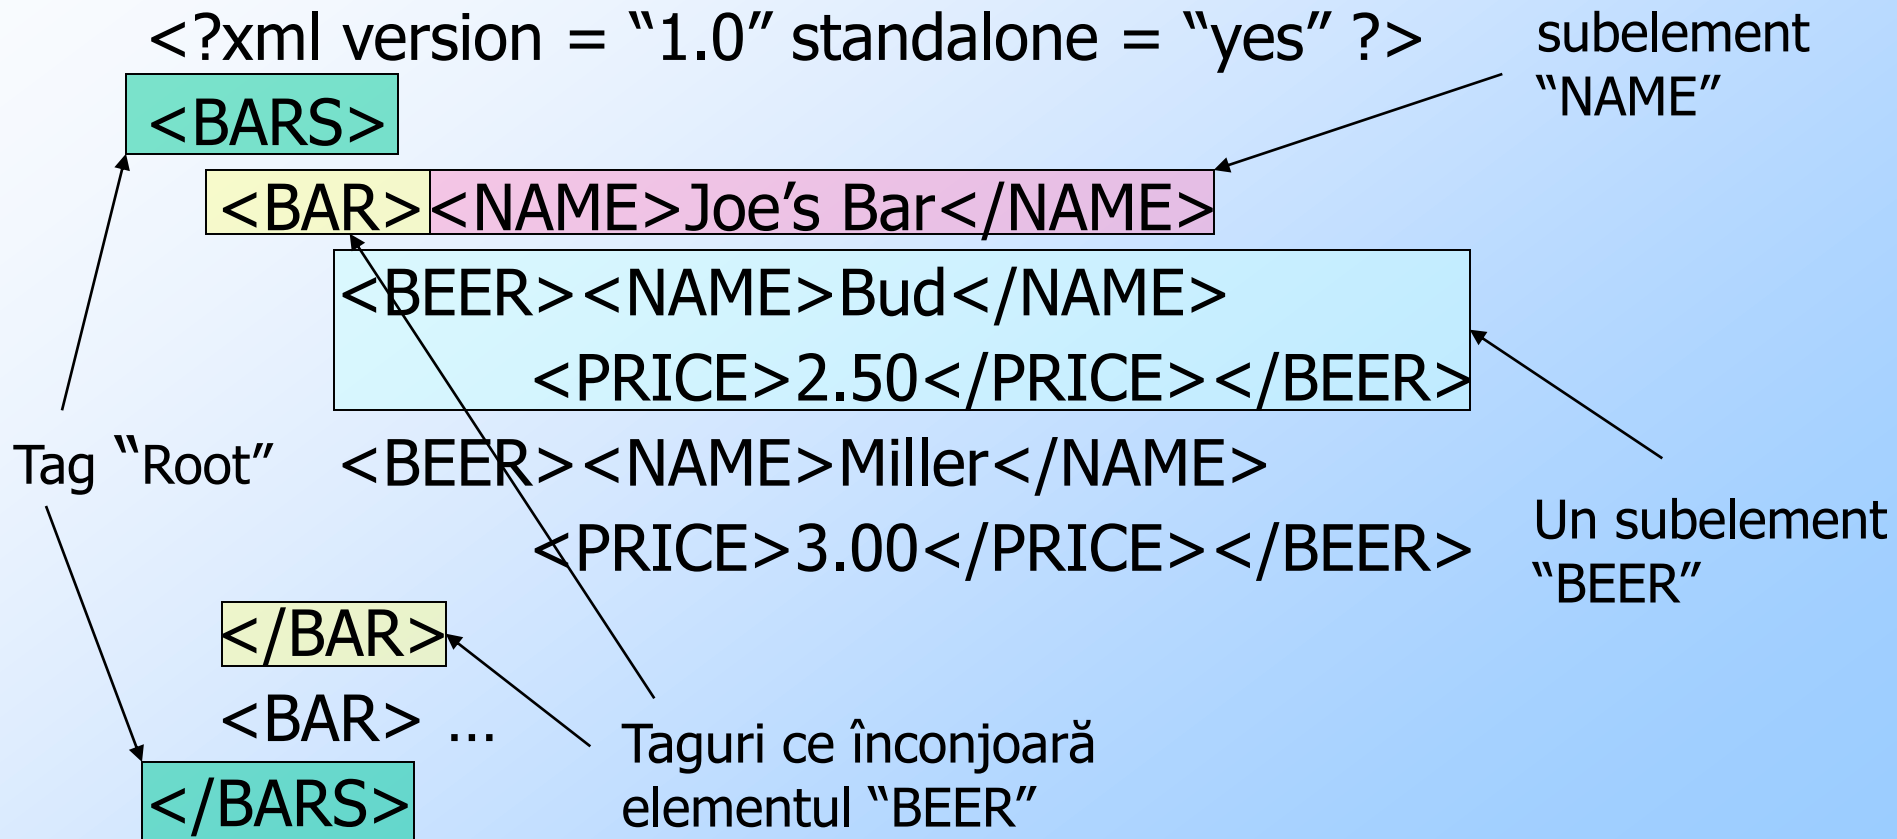 <?xml version = “1.0” standalone = “yes” ?>
<BARS>
<BAR><NAME>Joe’s Bar</NAME>
<BEER><NAME>Bud</NAME>
<PRICE>2.50</PRICE></BEER>
<BEER><NAME>Miller</NAME>
<PRICE>3.00</PRICE></BEER>
</BAR>
<BAR> …
</BARS>
subelement
“NAME”
Tag “Root”
Un subelement
“BEER”
Taguri ce înconjoară
elementul “BEER”